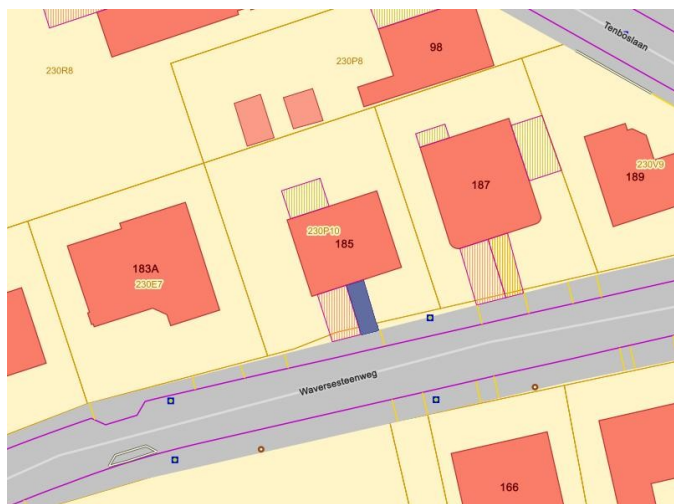 Tenboslaan
98
230P8
230R8
187
230V9
189
230P10
185
183A
230E7
Waversesteenweg
166